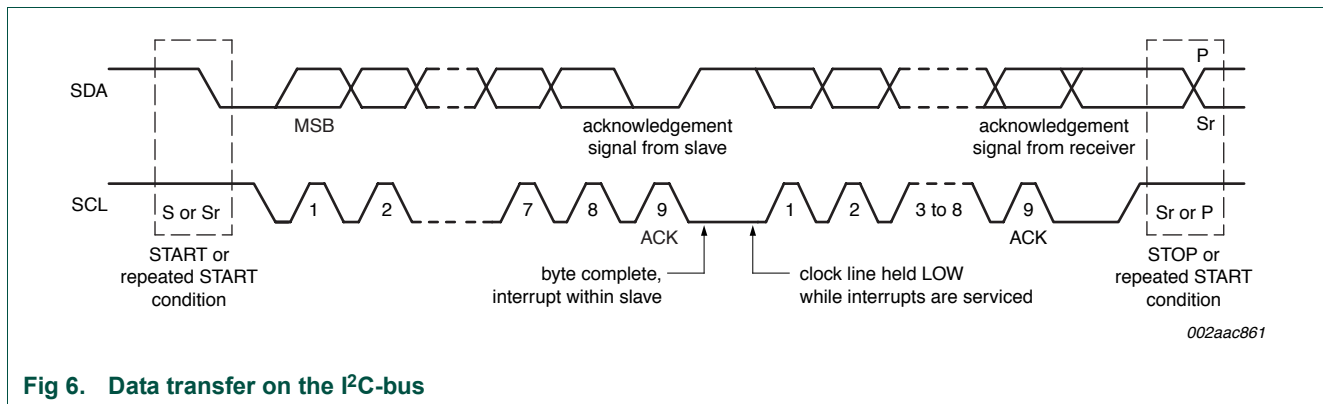 SDA
P
MSB
acknowledgement
signal from slave
acknowledgement
signal from receiver
Sr
SCL
S or Sr
1
2
7
8
9
1
2
3 to 8
9
Sr or P
ACK
ACK
START or
repeated START
condition
byte complete,
interrupt within slave
clock line held LOW
while interrupts are serviced
STOP or
repeated START
condition
002aac861
Fig 6. Data transfer on the I²C-bus